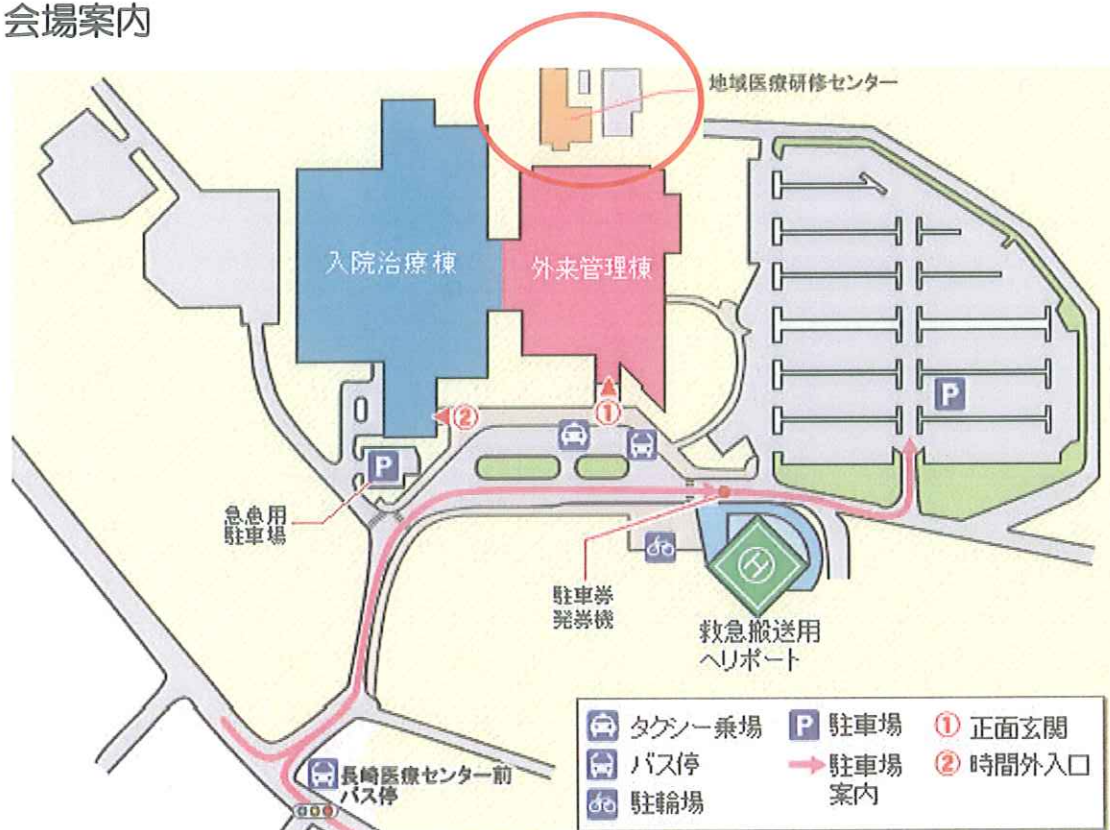 会場案内
地域医療研修センター
入院治療棟
外来管理棟
①
②
P
P
急患用
駐車場
駐車券
発券機
H
救急搬送用
ヘリポート
長崎医療センター前
バス停
タクシー乗場
P 駐車場
① 正面玄関
バス停
駐車場
案内
② 時間外入口
駐輪場